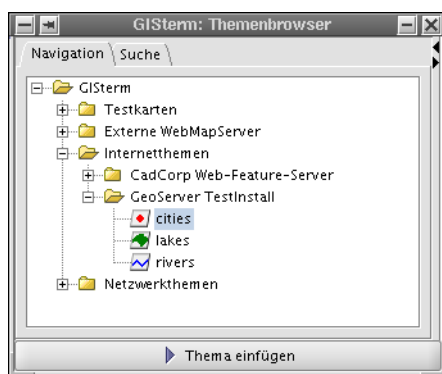 GISterm: Themenbrowser
Navigation Suche
GISterm
Testkarten
Externe WebMapServer
Internetthemen
CadCorp Web-Feature-Server
GeoServer TestInstall
cities
lakes
rivers
Netzwerkthemen
Thema einfügen